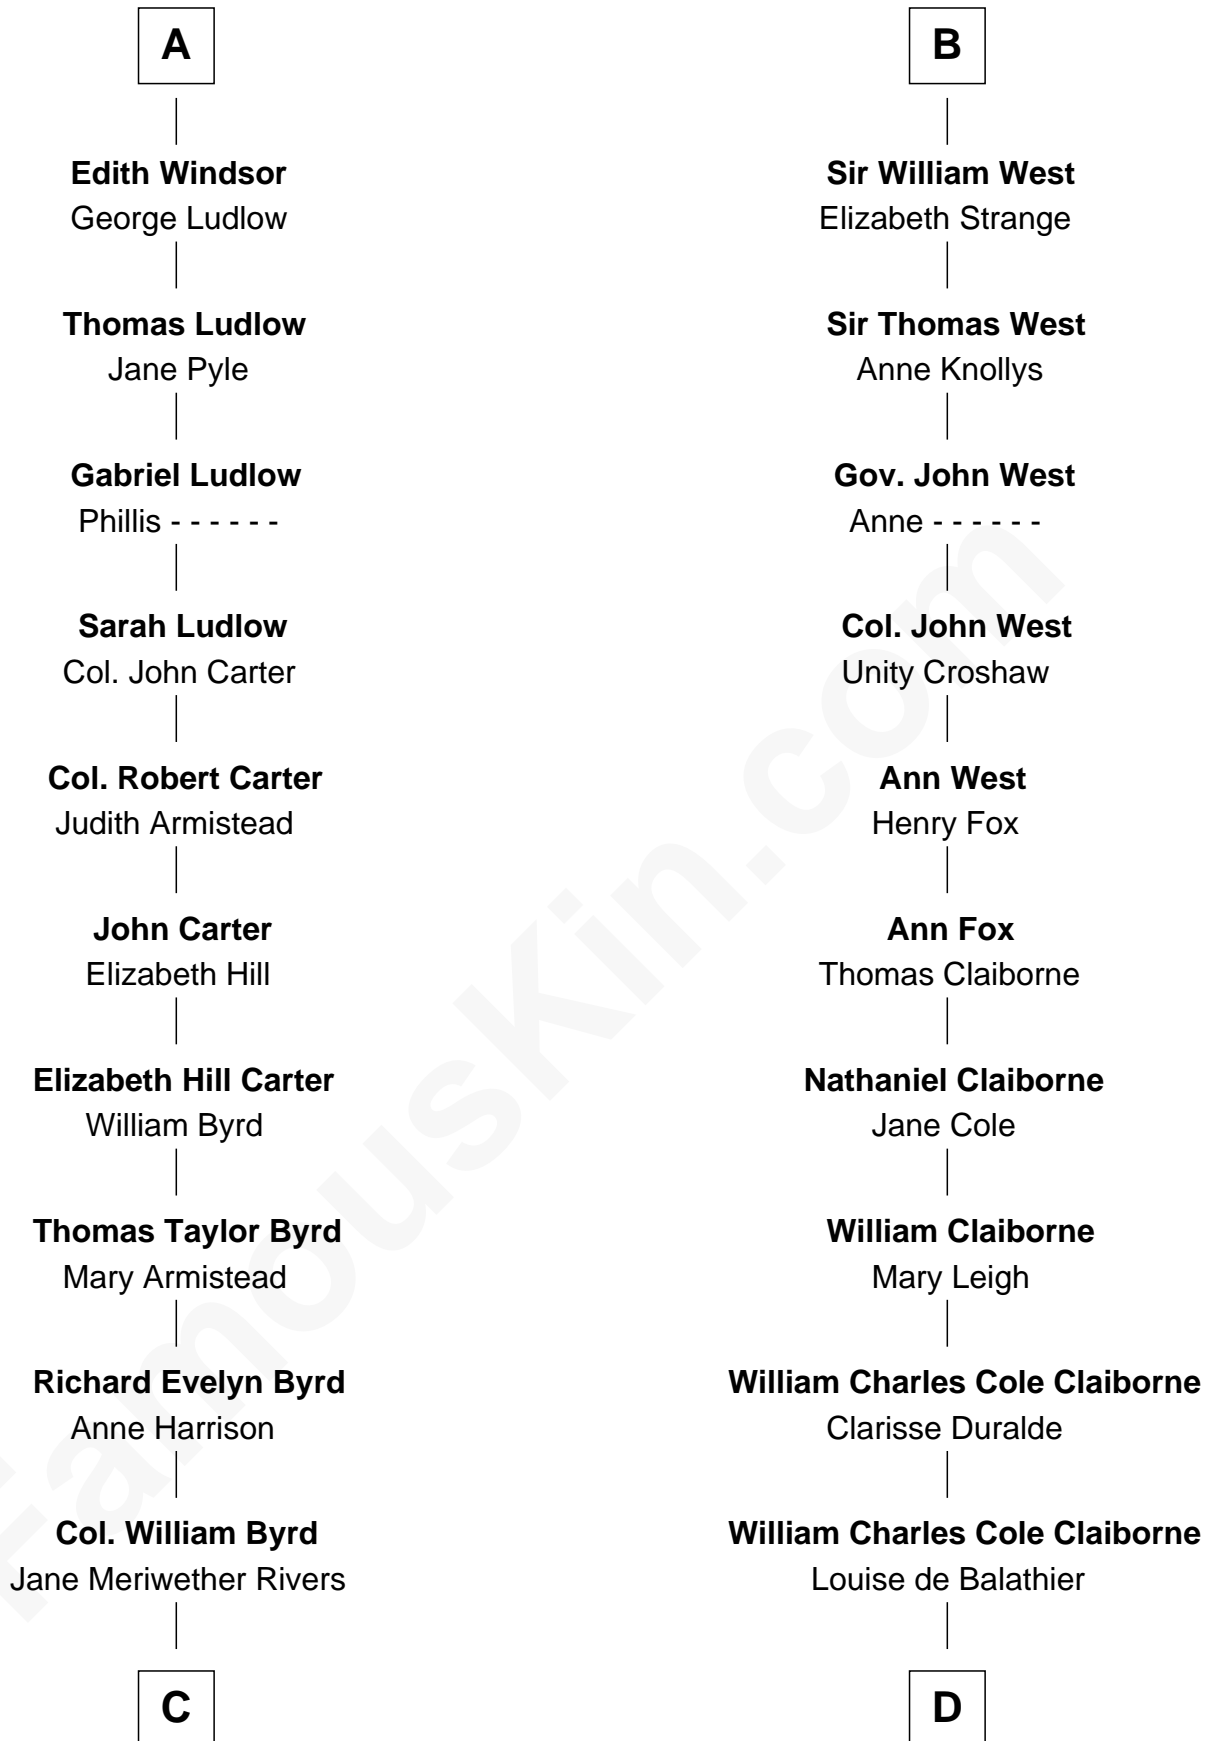 A
Edith Windsor
George Ludlow
Thomas Ludlow
Jane Pyle
Gabriel Ludlow
Phillis - - - - - -
Sarah Ludlow
Col. John Carter
Col. Robert Carter
Judith Armistead
John Carter
Elizabeth Hill
Elizabeth Hill Carter
William Byrd
Thomas Taylor Byrd
Mary Armistead
Richard Evelyn Byrd
Anne Harrison
Col. William Byrd
Jane Meriwether Rivers
C
B
Sir William West
Elizabeth Strange
Sir Thomas West
Anne Knollys
Gov. John West
Anne - - - - - -
Col. John West
Unity Croshaw
Ann West
Henry Fox
Ann Fox
Thomas Claiborne
Nathaniel Claiborne
Jane Cole
William Claiborne
Mary Leigh
William Charles Cole Claiborne
Clarisse Duralde
William Charles Cole Claiborne
Louise de Balathier
D
FamousKin.com